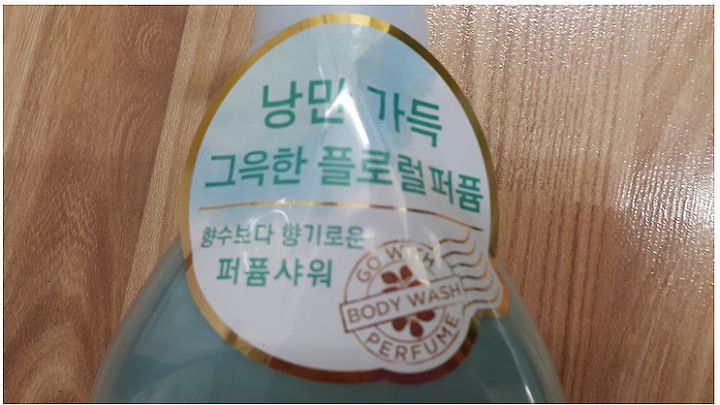 낭만 가득
그윽한 플로럴퍼퓸
향수보다 향기로운
퍼퓸샤워
GO WITH
BODY WASH
PERFUME